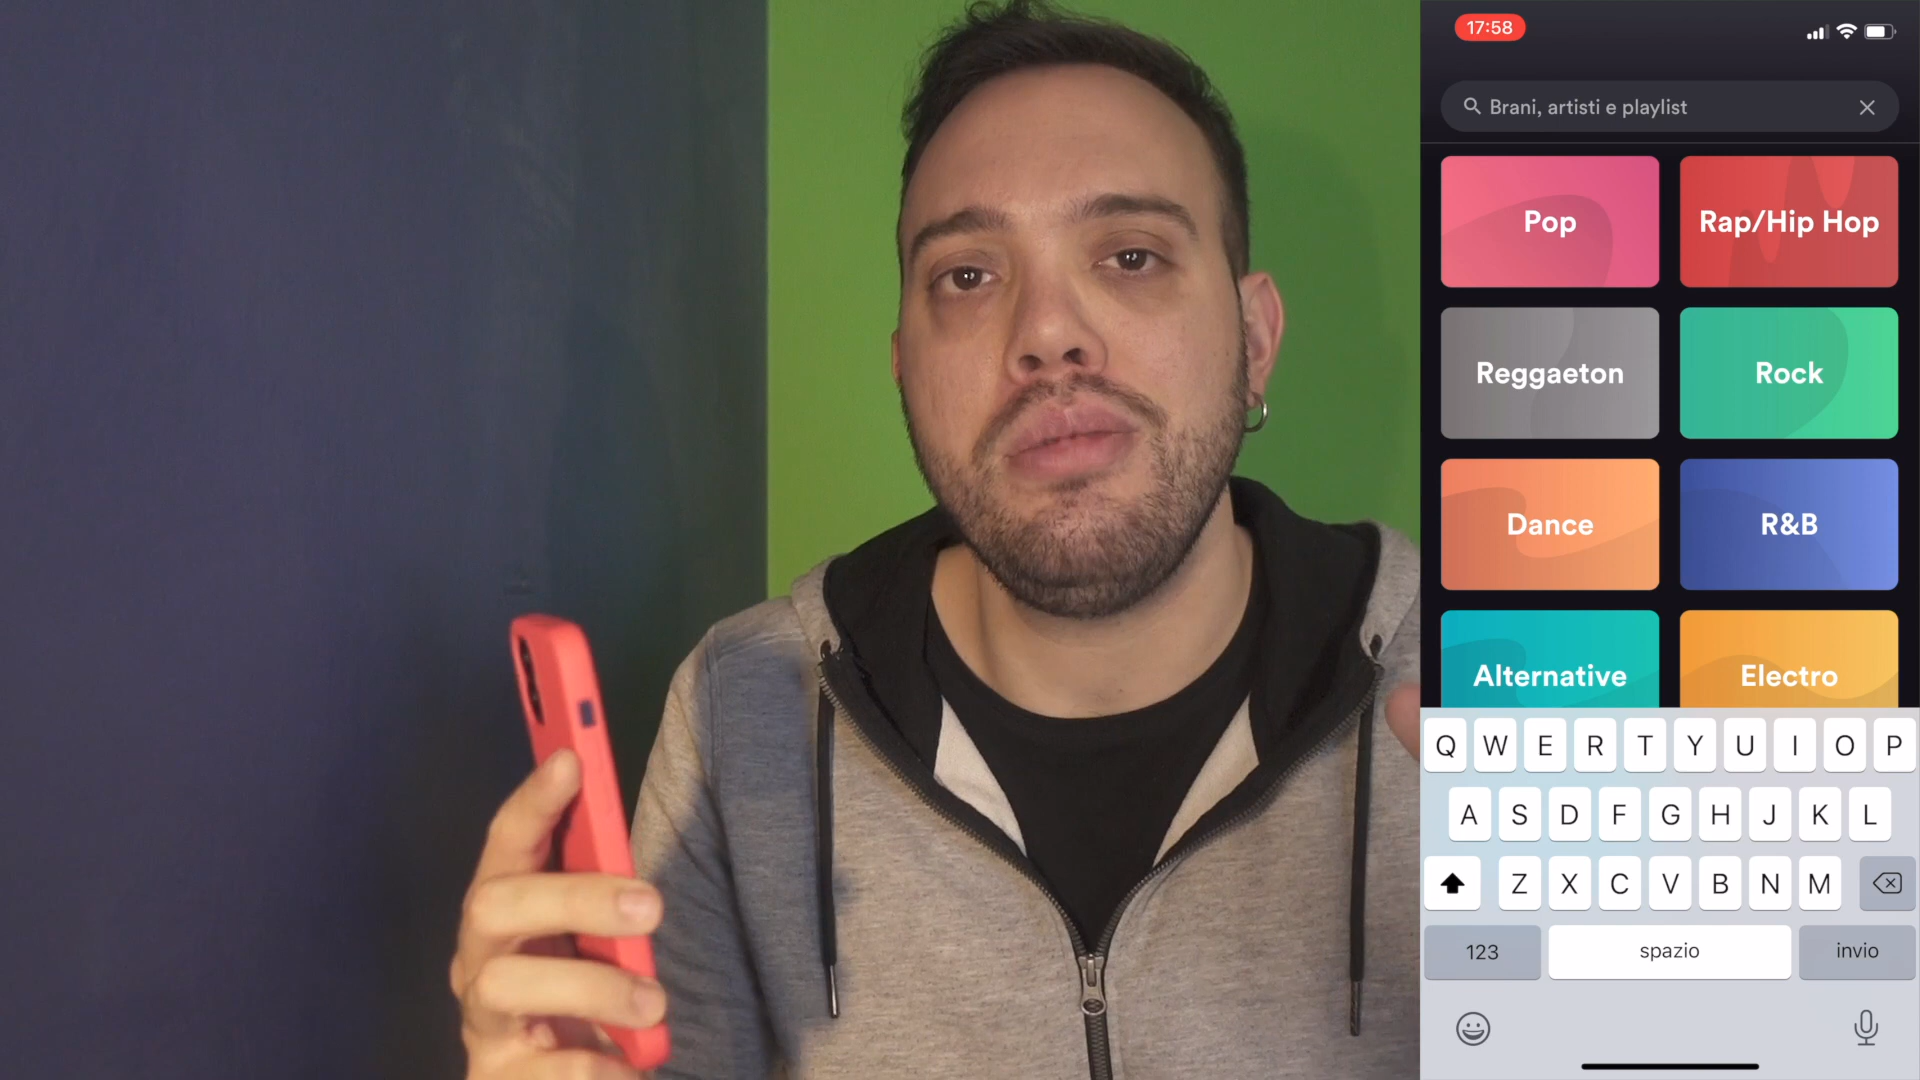 17:58
Brani, artisti e playlist
Pop
Rap/Hip Hop
Reggaeton
Rock
Dance
R&B
Alternative
Electro
Q W E R T Y U I O P
A S D F G H J K L
Z X C V B N M
123
spazio
invio